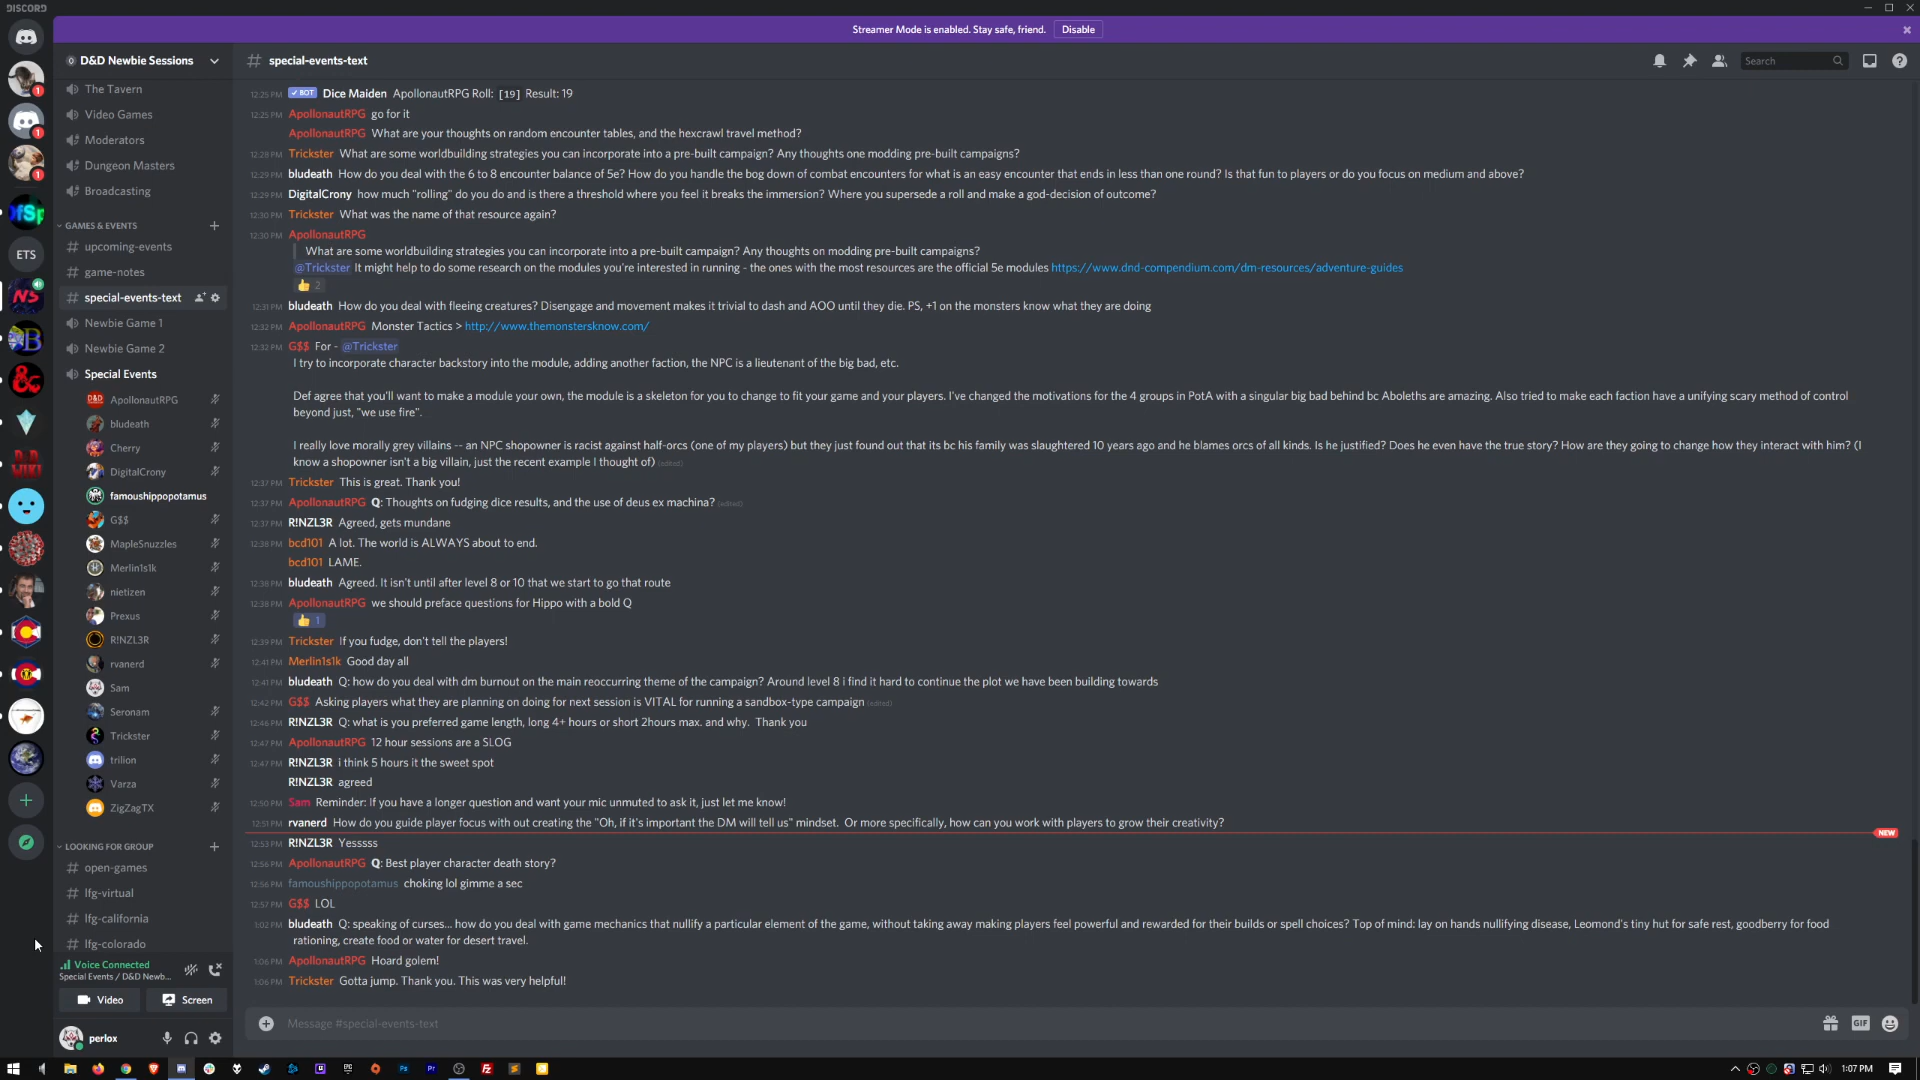 DISCORD
Streamer Mode is enabled. Stay safe, friend. Disable
D&D Newbie Sessions
# special-events-text
Search
The Tavern
Video Games
Moderators
Dungeon Masters
Broadcasting
GAMES & EVENTS
# upcoming-events
# game-notes
# special-events-text
Newbie Game 1
Newbie Game 2
Special Events
ApollonautRPG
bludeath
Cherry
DigitalCrony
famoushippopotamus
G$$
MapleSnuzzles
Merlin1s1k
nietizen
Prexus
R!NZL3R
rvanerd
Sam
Seronam
Trickster
trilion
Varza
ZigZagTX
LOOKING FOR GROUP
# open-games
# lfg-virtual
# lfg-california
# lfg-colorado
Voice Connected
Special Events / D&D Newb...
Video Screen
perlox
ETS
NS
12:25 PM BOT Dice Maiden ApollonautRPG Roll: [19] Result: 19
12:25 PM ApollonautRPG go for it
ApollonautRPG What are your thoughts on random encounter tables, and the hexcrawl travel method?
12:28 PM Trickster What are some worldbuilding strategies you can incorporate into a pre-built campaign? Any thoughts one modding pre-built campaigns?
12:29 PM bludeath How do you deal with the 6 to 8 encounter balance of 5e? How do you handle the bog down of combat encounters for what is an easy encounter that ends in less than one round? Is that fun to players or do you focus on medium and above?
12:29 PM DigitalCrony how much "rolling" do you do and is there a threshold where you feel it breaks the immersion? Where you supersede a roll and make a god-decision of outcome?
12:30 PM Trickster What was the name of that resource again?
12:30 PM ApollonautRPG
What are some worldbuilding strategies you can incorporate into a pre-built campaign? Any thoughts on modding pre-built campaigns?
@Trickster It might help to do some research on the modules you're interested in running - the ones with the most resources are the official 5e modules https://www.dnd-compendium.com/dm-resources/adventure-guides
2
12:31 PM bludeath How do you deal with fleeing creatures? Disengage and movement makes it trivial to dash and AOO until they die. PS, +1 on the monsters know what they are doing
12:32 PM ApollonautRPG Monster Tactics > http://www.themonstersknow.com/
12:32 PM G$$ For - @Trickster
I try to incorporate character backstory into the module, adding another faction, the NPC is a lieutenant of the big bad, etc.
Def agree that you'll want to make a module your own, the module is a skeleton for you to change to fit your game and your players. I've changed the motivations for the 4 groups in PotA with a singular big bad behind bc Aboleths are amazing. Also tried to make each faction have a unifying scary method of control
beyond just, "we use fire".
I really love morally grey villains -- an NPC shopowner is racist against half-orcs (one of my players) but they just found out that its bc his family was slaughtered 10 years ago and he blames orcs of all kinds. Is he justified? Does he even have the true story? How are they going to change how they interact with him? (I
know a shopowner isn't a big villain, just the recent example I thought of) (edited)
12:37 PM Trickster This is great. Thank you!
12:37 PM ApollonautRPG Q: Thoughts on fudging dice results, and the use of deus ex machina? (edited)
12:37 PM R!NZL3R Agreed, gets mundane
12:38 PM bcd101 A lot. The world is ALWAYS about to end.
bcd101 LAME.
12:38 PM bludeath Agreed. It isn't until after level 8 or 10 that we start to go that route
12:38 PM ApollonautRPG we should preface questions for Hippo with a bold Q
1
12:39 PM Trickster If you fudge, don't tell the players!
12:41 PM Merlin1s1k Good day all
12:41 PM bludeath Q: how do you deal with dm burnout on the main reoccurring theme of the campaign? Around level 8 i find it hard to continue the plot we have been building towards
12:42 PM G$$ Asking players what they are planning on doing for next session is VITAL for running a sandbox-type campaign (edited)
12:46 PM R!NZL3R Q: what is you preferred game length, long 4+ hours or short 2hours max. and why. Thank you
12:47 PM ApollonautRPG 12 hour sessions are a SLOG
12:47 PM R!NZL3R i think 5 hours it the sweet spot
R!NZL3R agreed
12:50 PM Sam Reminder: If you have a longer question and want your mic unmuted to ask it, just let me know!
12:51 PM rvanerd How do you guide player focus with out creating the "Oh, if it's important the DM will tell us" mindset. Or more specifically, how can you work with players to grow their creativity?
NEW
12:53 PM R!NZL3R Yesssss
12:56 PM ApollonautRPG Q: Best player character death story?
12:56 PM famoushippopotamus choking lol gimme a sec
12:57 PM G$$ LOL
1:02 PM bludeath Q: speaking of curses... how do you deal with game mechanics that nullify a particular element of the game, without taking away making players feel powerful and rewarded for their builds or spell choices? Top of mind: lay on hands nullifying disease, Leomond's tiny hut for safe rest, goodberry for food
rationing, create food or water for desert travel.
1:06 PM ApollonautRPG Hoard golem!
1:06 PM Trickster Gotta jump. Thank you. This was very helpful!
Message #special-events-text
GIF
1:07 PM